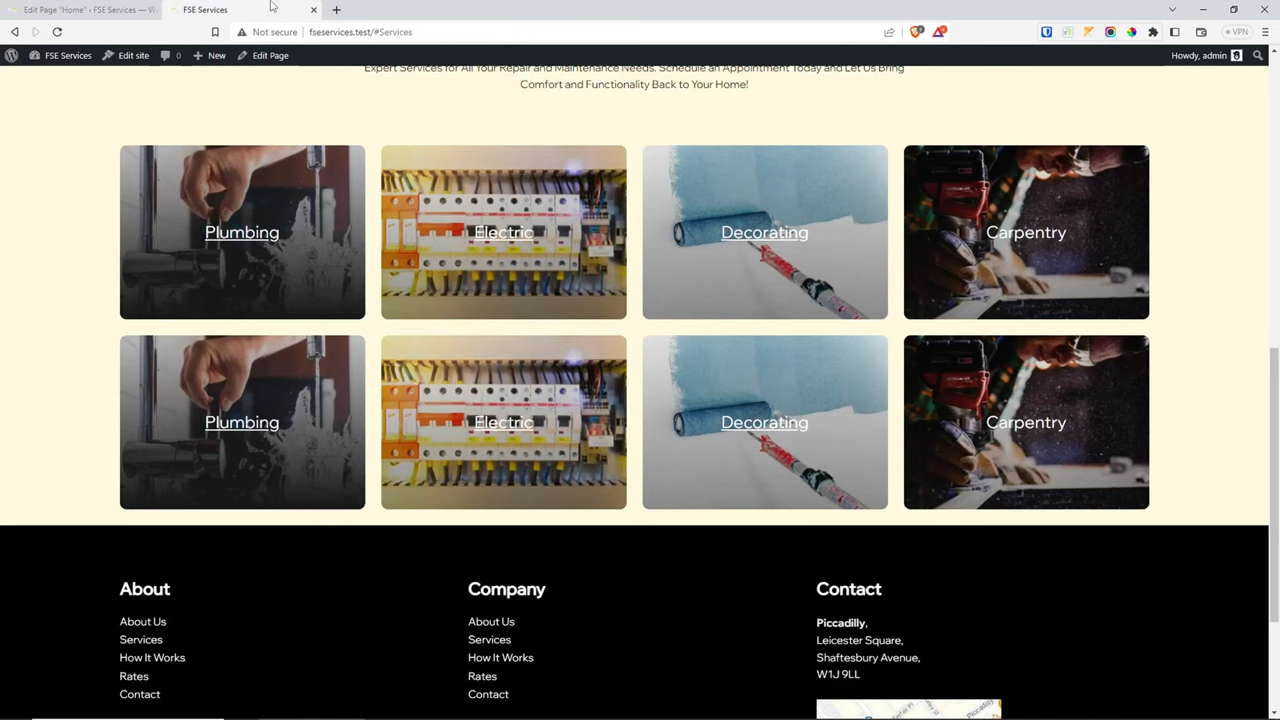 Edit Page "Home" ‹ FSE Services —
FSE Services
Not secure
fseservices.test/#Services
VPN
FSE Services
Edit site
0
New
Edit Page
Howdy, admin
Expert Services for All Your Repair and Maintenance Needs. Schedule an Appointment Today and Let Us Bring
Comfort and Functionality Back to Your Home!
Plumbing
Electric
Decorating
Carpentry
Plumbing
Electric
Decorating
Carpentry
About
About Us
Services
How It Works
Rates
Contact
Company
About Us
Services
How It Works
Rates
Contact
Contact
Piccadilly,
Leicester Square,
Shaftesbury Avenue,
W1J 9LL